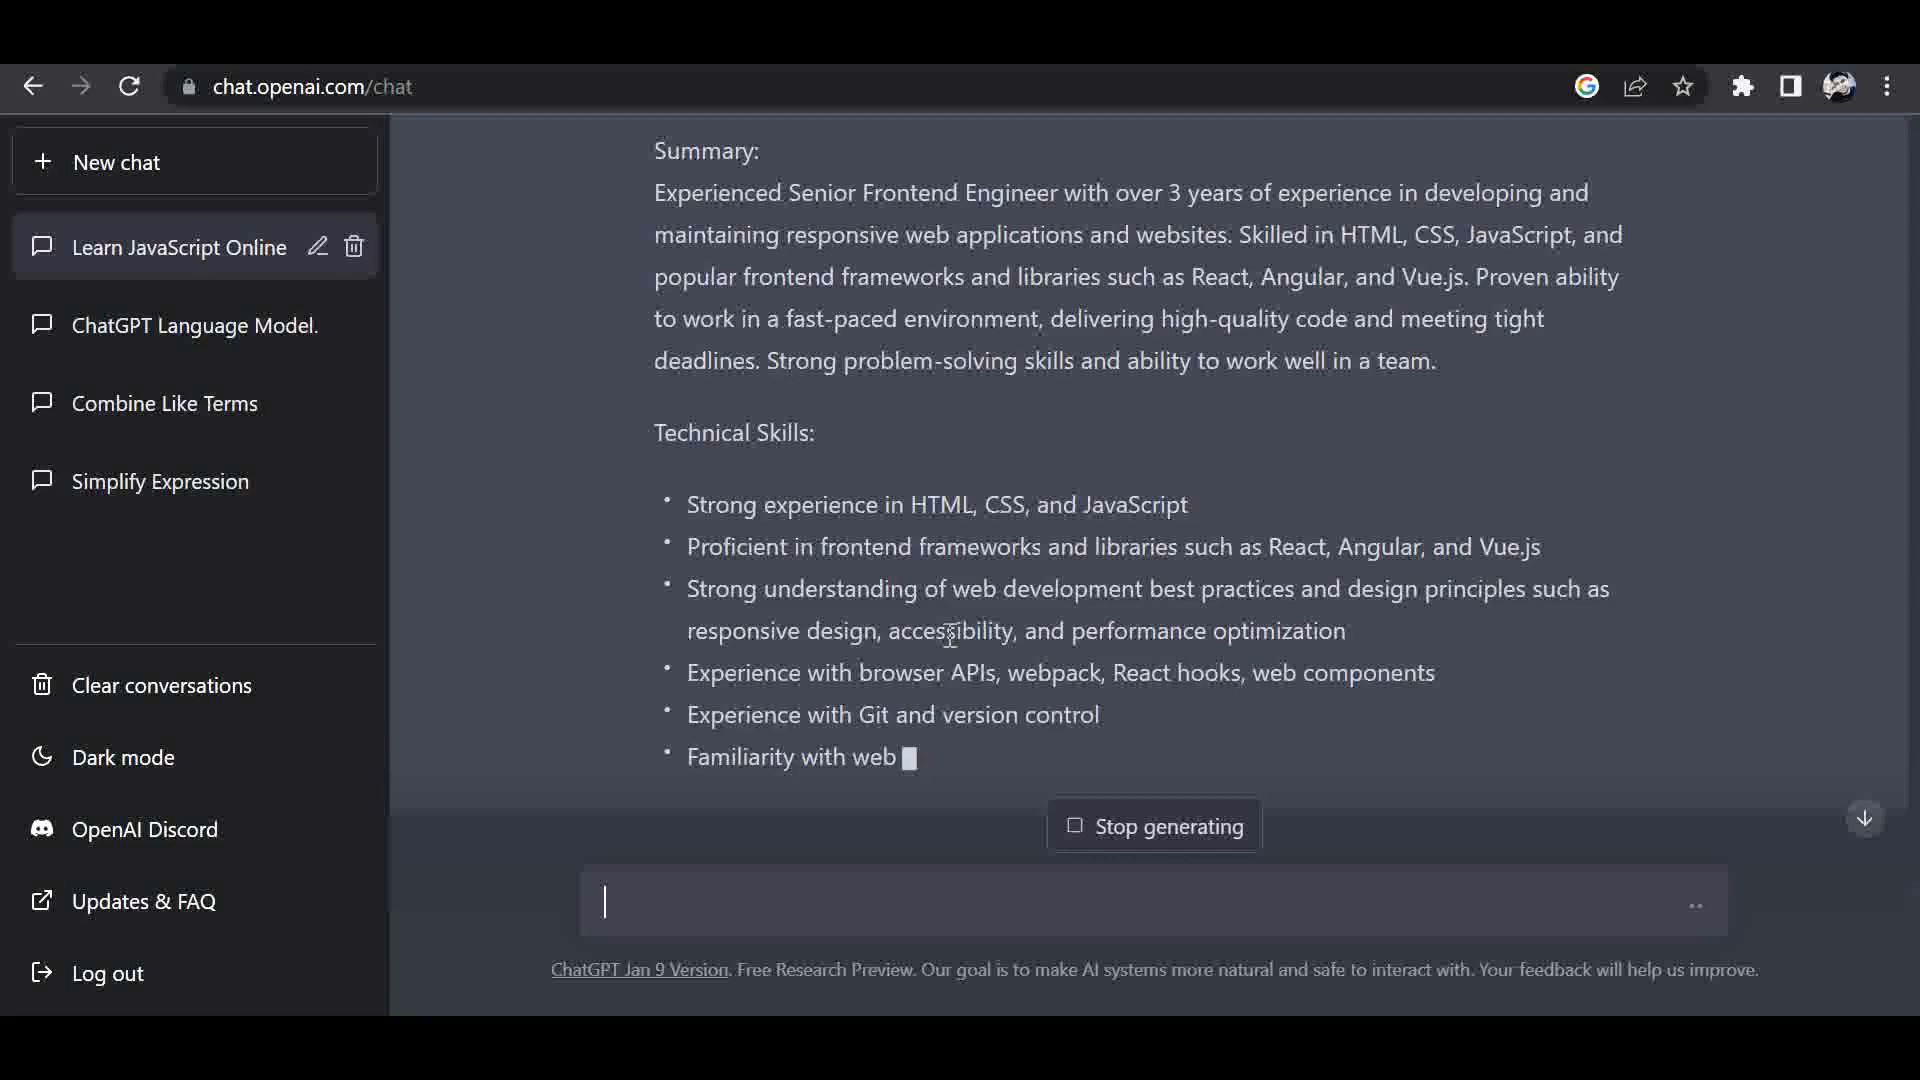 chat.openai.com/chat
New chat
Learn JavaScript Online
ChatGPT Language Model.
Combine Like Terms
Simplify Expression
Clear conversations
Dark mode
OpenAI Discord
Updates & FAQ
Log out
Summary:
Experienced Senior Frontend Engineer with over 3 years of experience in developing and
maintaining responsive web applications and websites. Skilled in HTML, CSS, JavaScript, and
popular frontend frameworks and libraries such as React, Angular, and Vue.js. Proven ability
to work in a fast-paced environment, delivering high-quality code and meeting tight
deadlines. Strong problem-solving skills and ability to work well in a team.
Technical Skills:
• Strong experience in HTML, CSS, and JavaScript
• Proficient in frontend frameworks and libraries such as React, Angular, and Vue.js
• Strong understanding of web development best practices and design principles such as
responsive design, accessibility, and performance optimization
• Experience with browser APIs, webpack, React hooks, web components
• Experience with Git and version control
• Familiarity with web
Stop generating
ChatGPT Jan 9 Version. Free Research Preview. Our goal is to make AI systems more natural and safe to interact with. Your feedback will help us improve.